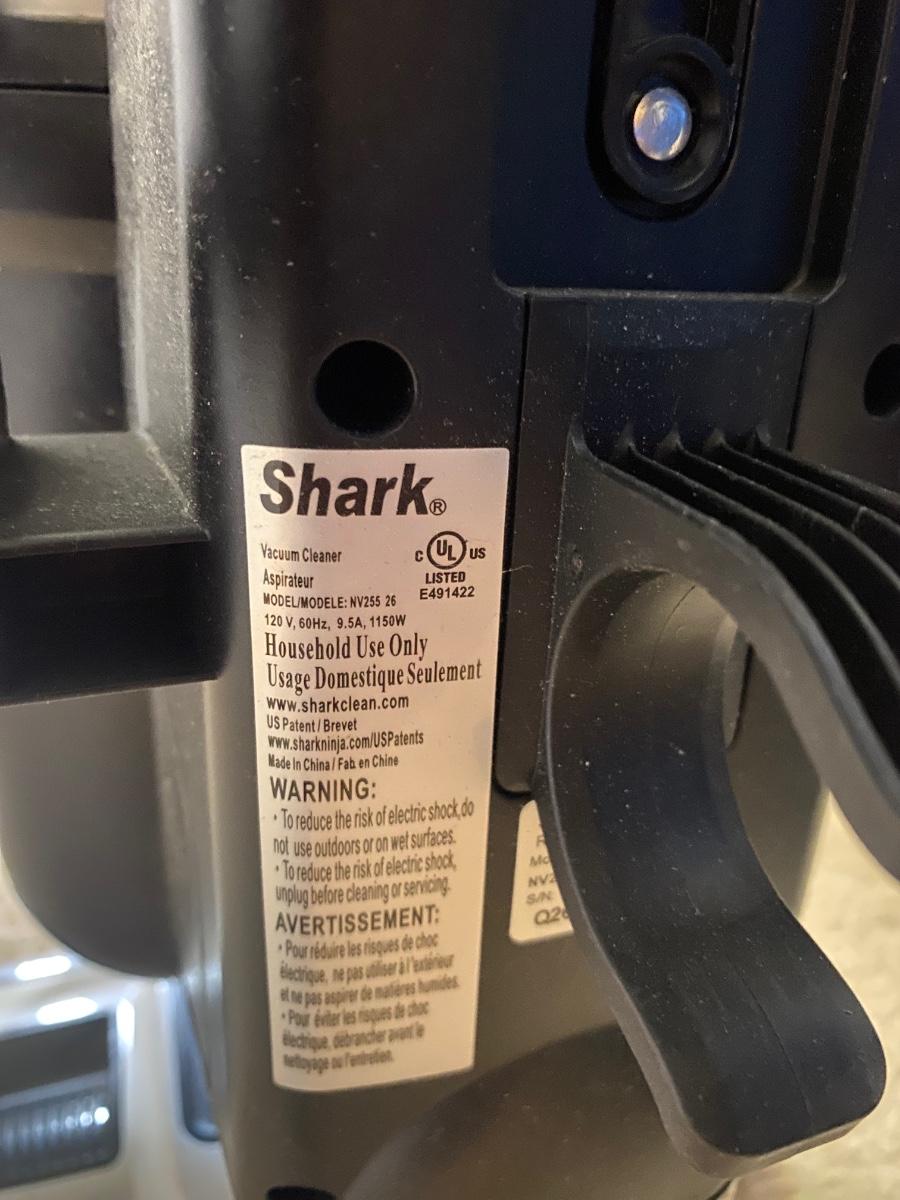 Shark®
Vacuum Cleaner
C UL US
Aspirateur
LISTED
MODEL/MODELE: NV255 26
E491422
120 V, 60Hz, 9.5A, 1150W
Household Use Only
Usage Domestique Seulement
www.sharkclean.com
US Patent / Brevet
www.sharkninja.com/USPatents
Made In China / Fab. en Chine
WARNING:
• To reduce the risk of electric shock,do
not use outdoors or on wet surfaces.
• To reduce the risk of electric shock,
unplug before cleaning or servicing.
AVERTISSEMENT:
• Pour réduire les risques de choc
électrique, ne pas utiliser à l'extérieur
et ne pas aspirer de matières humides.
• Pour éviter les risques de choc
électrique, débrancher avant le
nettoyage ou l'entretien.
S/N: